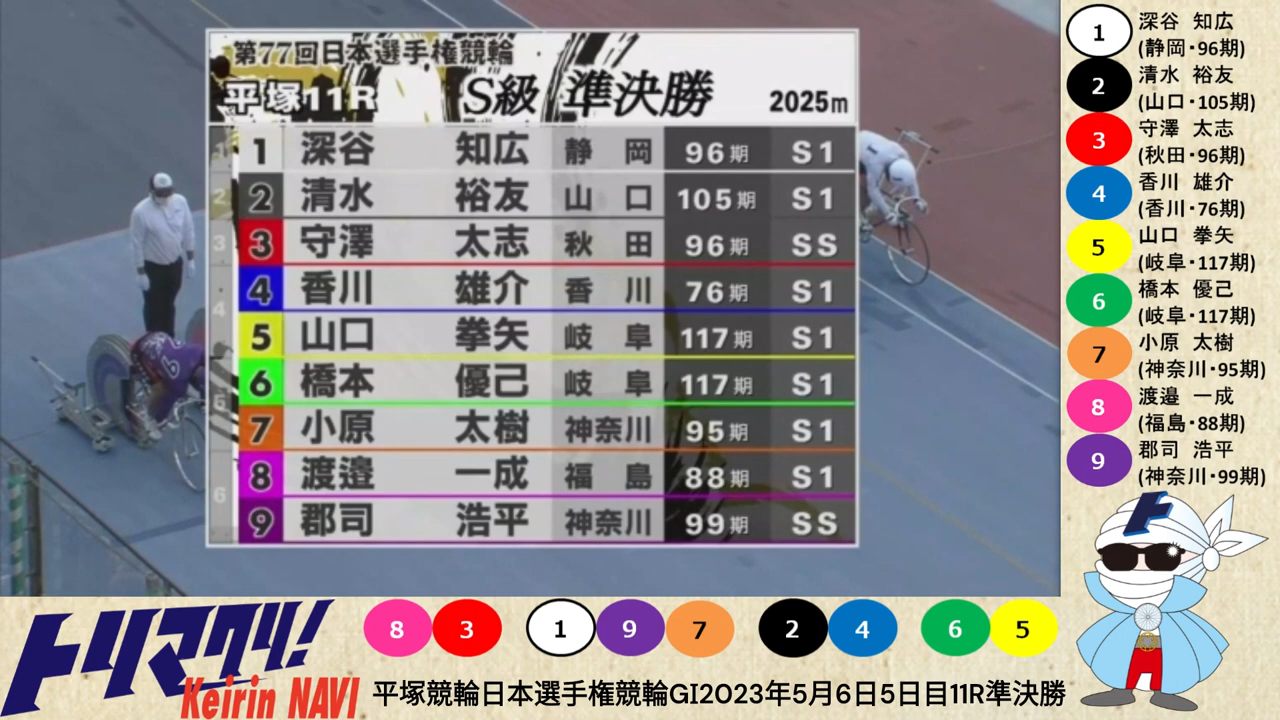 第77回日本選手権競輪
平塚11R S級 準決勝 2025m
1 深谷 知広 静岡 96期 S1
2 清水 裕友 山口 105期 S1
3 守澤 太志 秋田 96期 SS
4 香川 雄介 香川 76期 S1
5 山口 拳矢 岐阜 117期 S1
6 橋本 優己 岐阜 117期 S1
7 小原 太樹 神奈川 95期 S1
8 渡邉 一成 福島 88期 S1
9 郡司 浩平 神奈川 99期 SS
1
2
3
4
5
6
6
1 深谷 知広
(静岡・96期)
2 清水 裕友
(山口・105期)
3 守澤 太志
(秋田・96期)
4 香川 雄介
(香川・76期)
5 山口 拳矢
(岐阜・117期)
6 橋本 優己
(岐阜・117期)
7 小原 太樹
(神奈川・95期)
8 渡邉 一成
(福島・88期)
9 郡司 浩平
(神奈川・99期)
ト
トリマクリ!
Keirin NAVI
8 3 1 9 7 2 4 6 5
平塚競輪日本選手権競輪GI2023年5月6日5日目11R準決勝